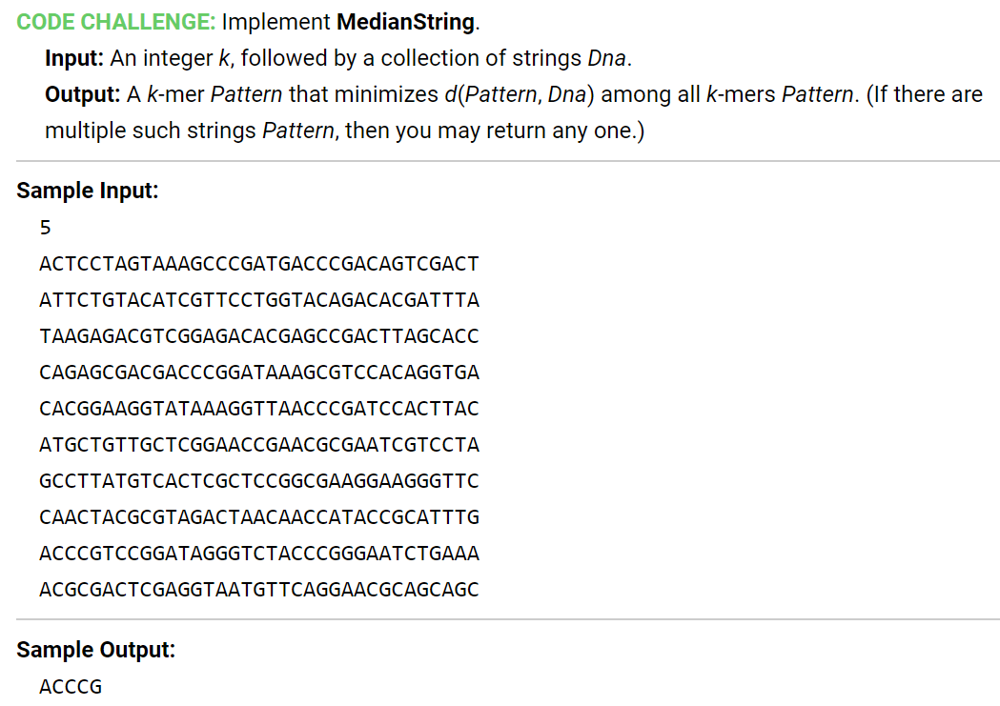 CODE CHALLENGE: Implement MedianString.
Input: An integer k, followed by a collection of strings Dna.
Output: A k-mer Pattern that minimizes d(Pattern, Dna) among all k-mers Pattern. (If there are
multiple such strings Pattern, then you may return any one.)
Sample Input:
5
ACTCCTAGTAAAGCCCGATGACCCGACAGTCGACT
ATTCTGTACATCGTTCCTGGTACAGACACGATTTA
TAAGAGACGTCGGAGACACGAGCCGACTTAGCACC
CAGAGCGACGACCCGGATAAAGCGTCCACAGGTGA
CACGGAAGGTATAAAGGTTAACCCGATCCACTTAC
ATGCTGTTGCTCGGAACCGAACGCGAATCGTCCTA
GCCTTATGTCACTCGCTCCGGCGAAGGAAGGGTTC
CAACTACGCGTAGACTAACAACCATACCGCATTTG
ACCCGTCCGGATAGGGTCTACCCGGGAATCTGAAA
ACGCGACTCGAGGTAATGTTCAGGAACGCAGCAGC
Sample Output:
ACCCG